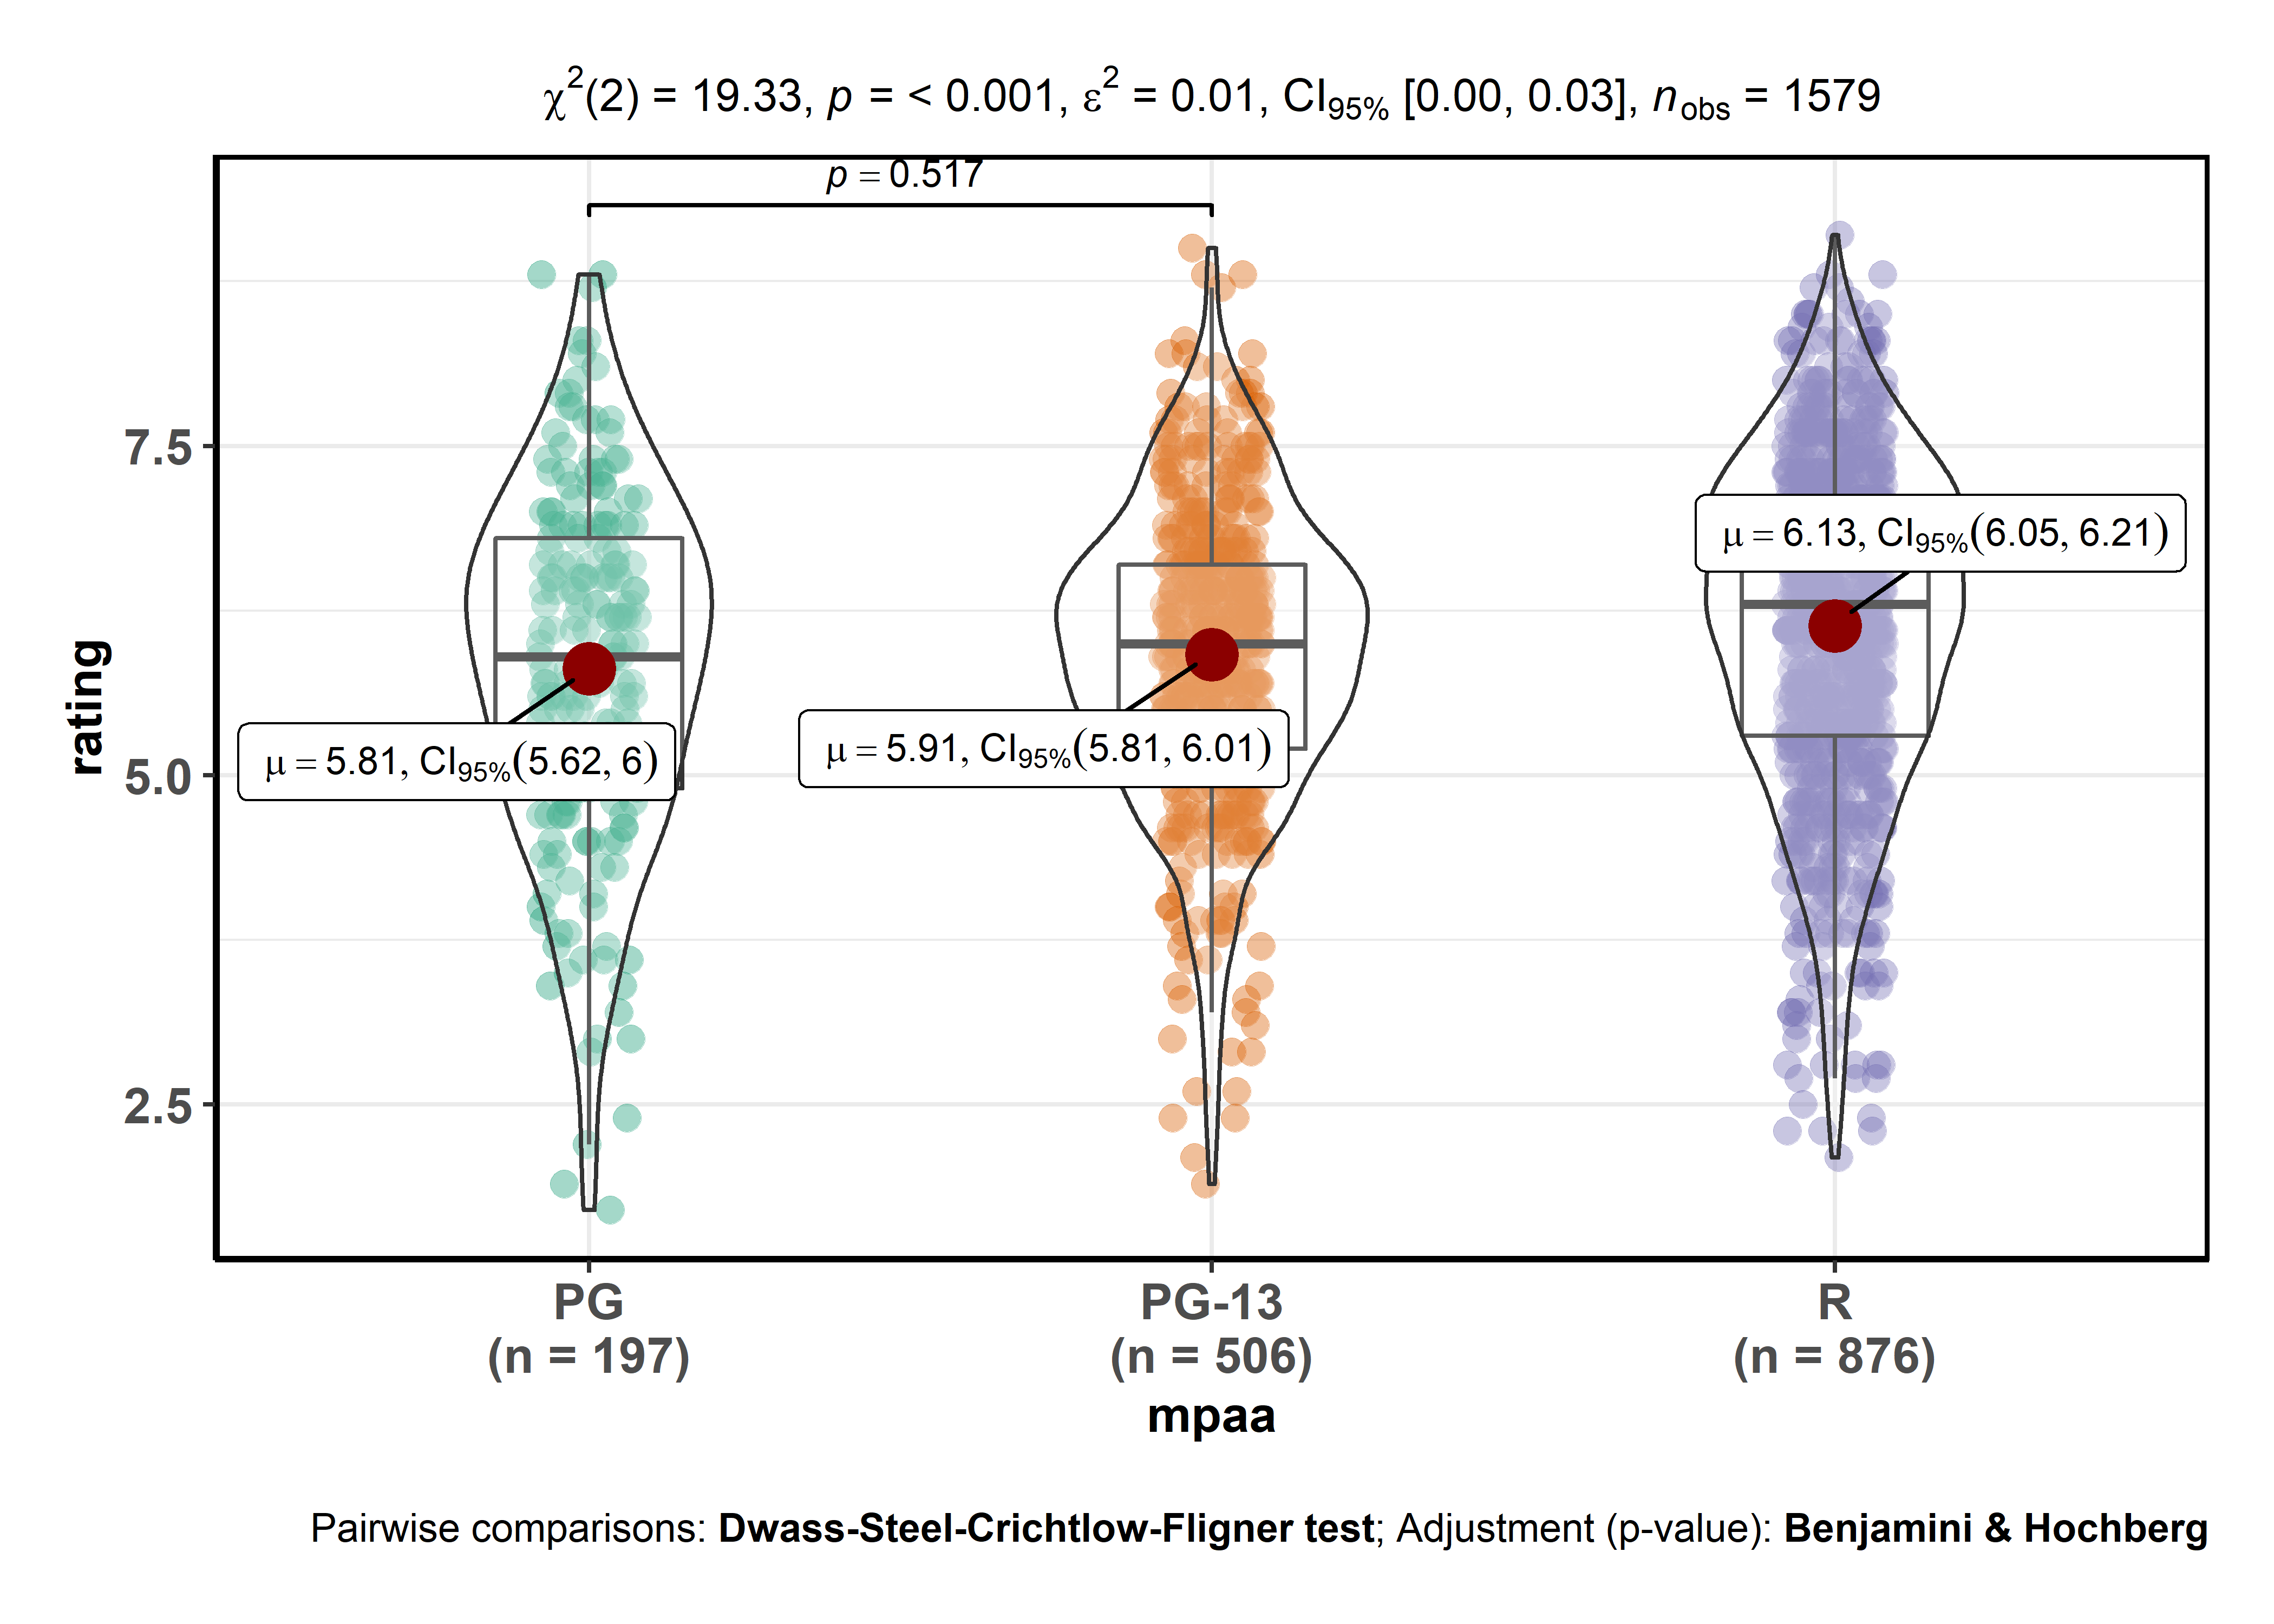 χ²(2) = 19.33, p = < 0.001, ε² = 0.01, CI95% [0.00, 0.03], nobs = 1579
p = 0.517
7.5
5.0
2.5
rating
μ = 6.13, CI95%(6.05, 6.21)
μ = 5.81, CI95%(5.62, 6)
μ = 5.91, CI95%(5.81, 6.01)
PG
(n = 197)
PG-13
(n = 506)
R
(n = 876)
mpaa
Pairwise comparisons: Dwass-Steel-Crichtlow-Fligner test; Adjustment (p-value): Benjamini & Hochberg